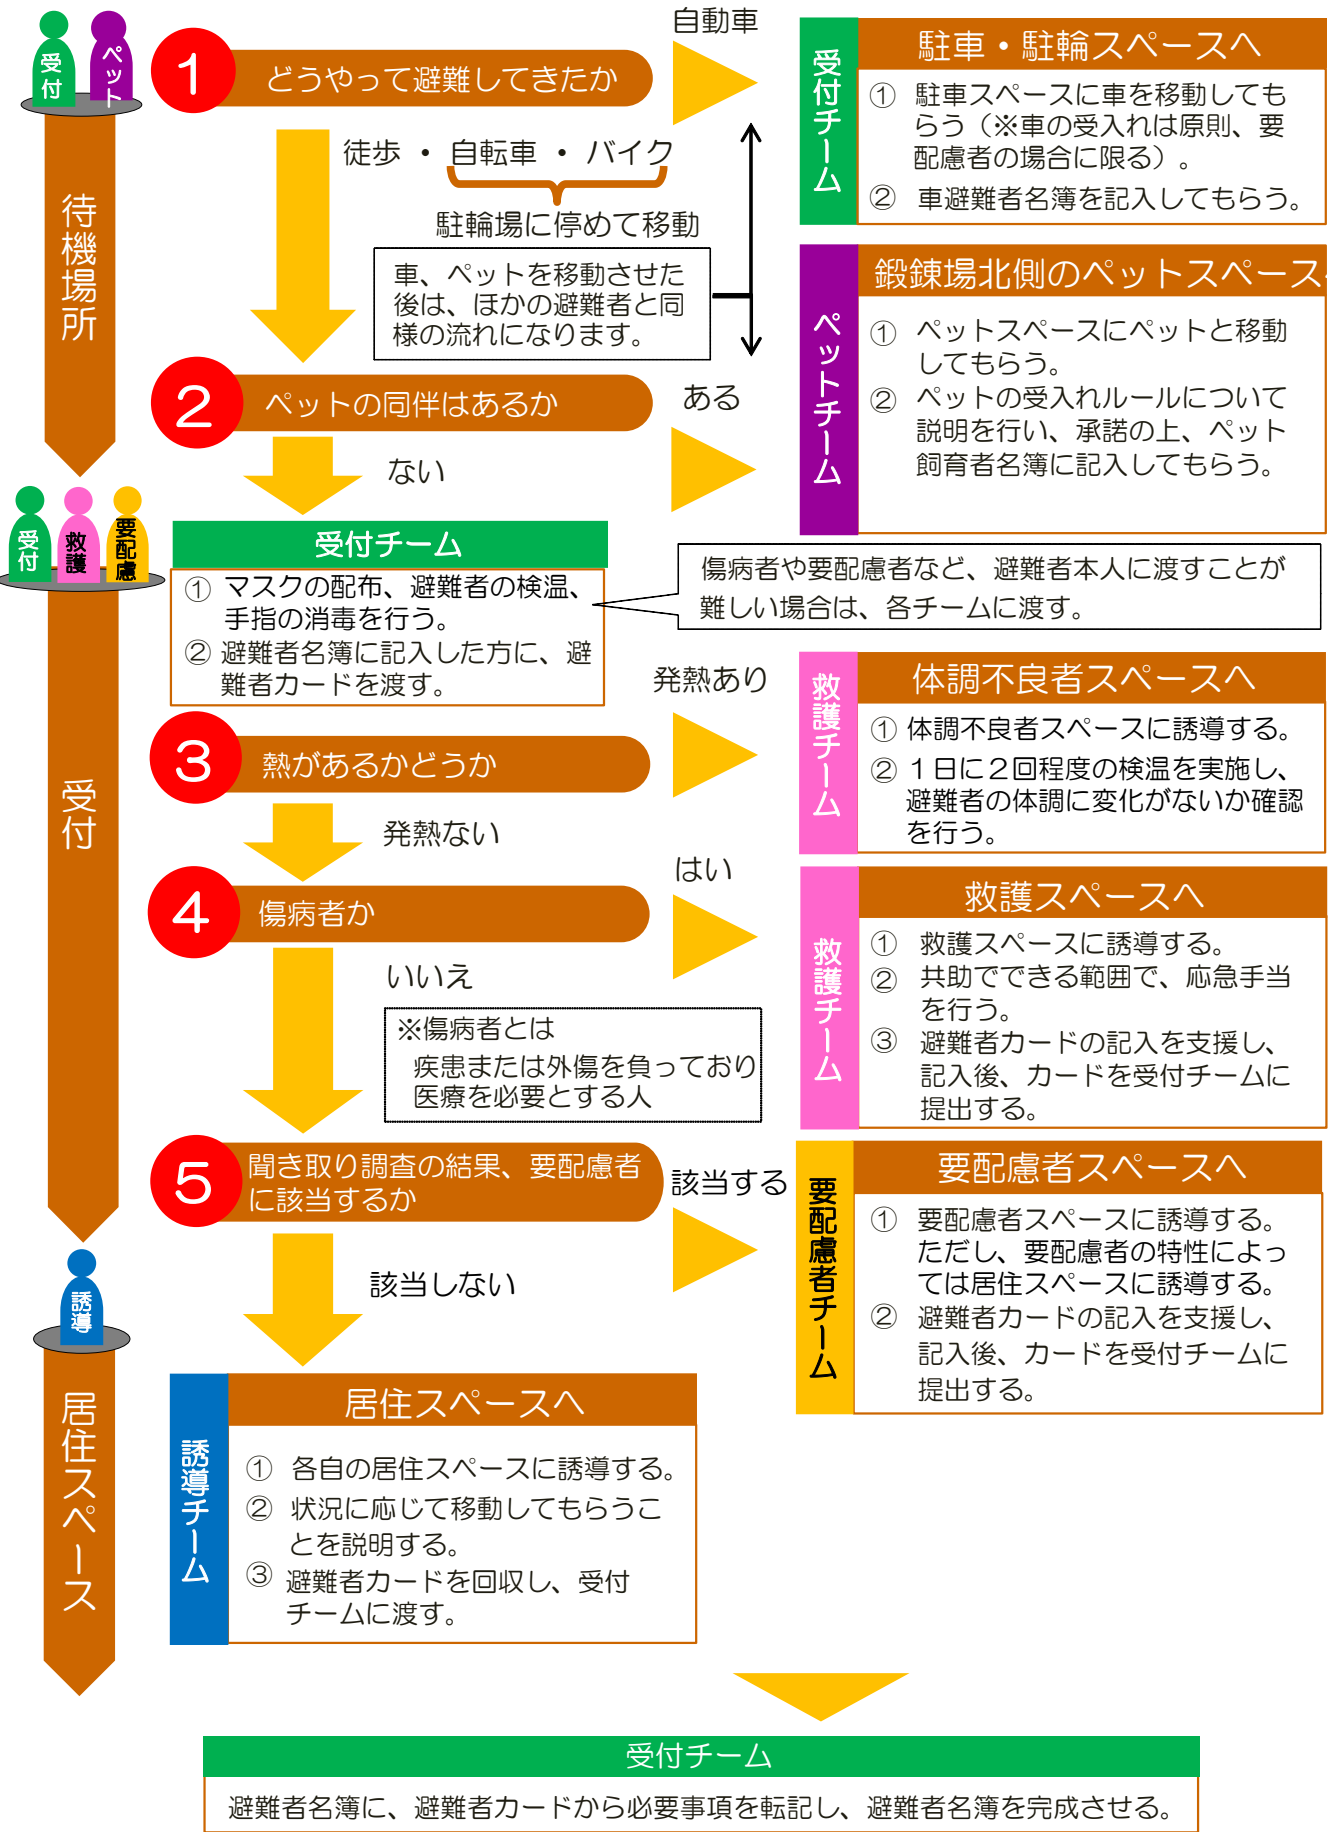 受付
ペット
待機場所
1
どうやって避難してきたか
自動車
徒歩 ・ 自転車 ・ バイク
駐輪場に停めて移動
車、ペットを移動させた
後は、ほかの避難者と同
様の流れになります。
受付チーム
駐車・駐輪スペースへ
① 駐車スペースに車を移動しても
らう（※車の受入れは原則、要
配慮者の場合に限る）。
② 車避難者名簿を記入してもらう。
2
ペットの同伴はあるか
ある
ない
ペットチーム
鍛錬場北側のペットスペース
① ペットスペースにペットと移動
してもらう。
② ペットの受入れルールについて
説明を行い、承諾の上、ペット
飼育者名簿に記入してもらう。
受付
救護
要配慮
受付
受付チーム
① マスクの配布、避難者の検温、
手指の消毒を行う。
② 避難者名簿に記入した方に、避
難者カードを渡す。
傷病者や要配慮者など、避難者本人に渡すことが
難しい場合は、各チームに渡す。
3
熱があるかどうか
発熱あり
発熱ない
救護チーム
体調不良者スペースへ
① 体調不良者スペースに誘導する。
② １日に２回程度の検温を実施し、
避難者の体調に変化がないか確認
を行う。
4
傷病者か
はい
いいえ
※傷病者とは
疾患または外傷を負っており
医療を必要とする人
救護チーム
救護スペースへ
① 救護スペースに誘導する。
② 共助でできる範囲で、応急手当
を行う。
③ 避難者カードの記入を支援し、
記入後、カードを受付チームに
提出する。
5
聞き取り調査の結果、要配慮者
に該当するか
該当する
該当しない
要配慮者チーム
要配慮者スペースへ
① 要配慮者スペースに誘導する。
ただし、要配慮者の特性によっ
ては居住スペースに誘導する。
② 避難者カードの記入を支援し、
記入後、カードを受付チームに
提出する。
誘導
居住スペース
誘導チーム
居住スペースへ
① 各自の居住スペースに誘導する。
② 状況に応じて移動してもらうこ
とを説明する。
③ 避難者カードを回収し、受付
チームに渡す。
受付チーム
避難者名簿に、避難者カードから必要事項を転記し、避難者名簿を完成させる。